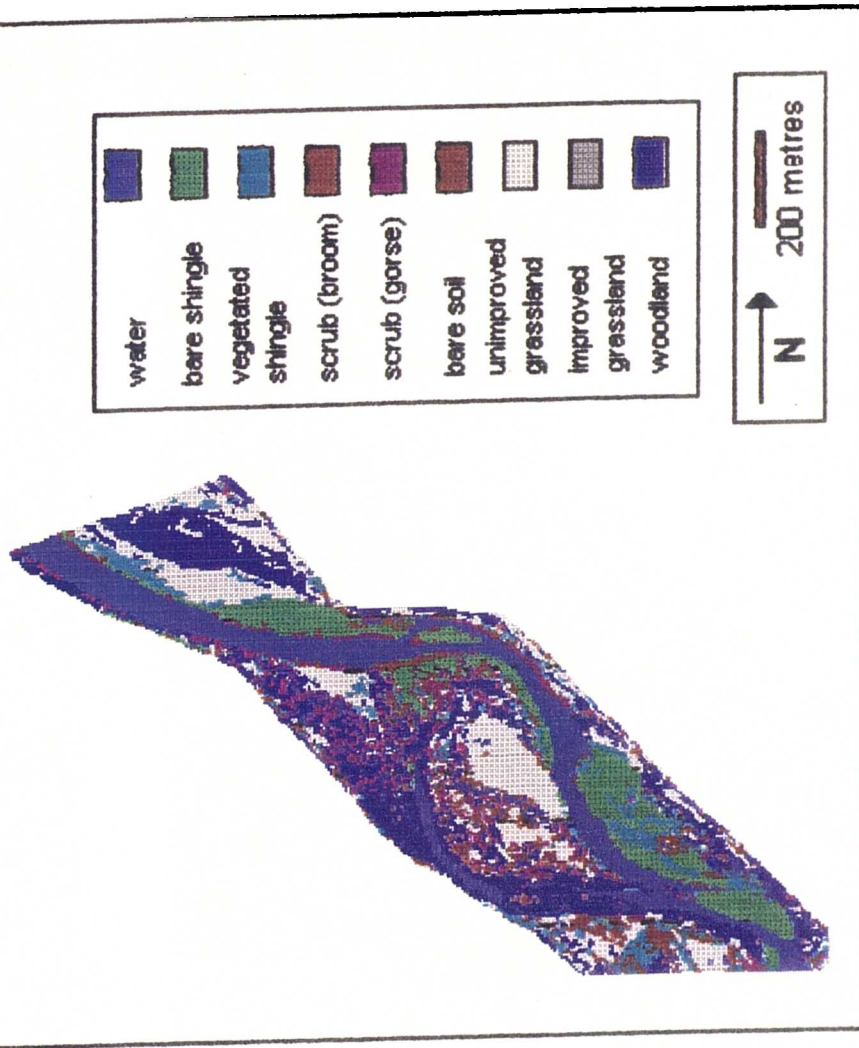 water
bare shingle
vegetated
shingle
scrub (broom)
scrub (gorse)
bare soil
unimproved
grassland
improved
grassland
woodland
N
200 metres